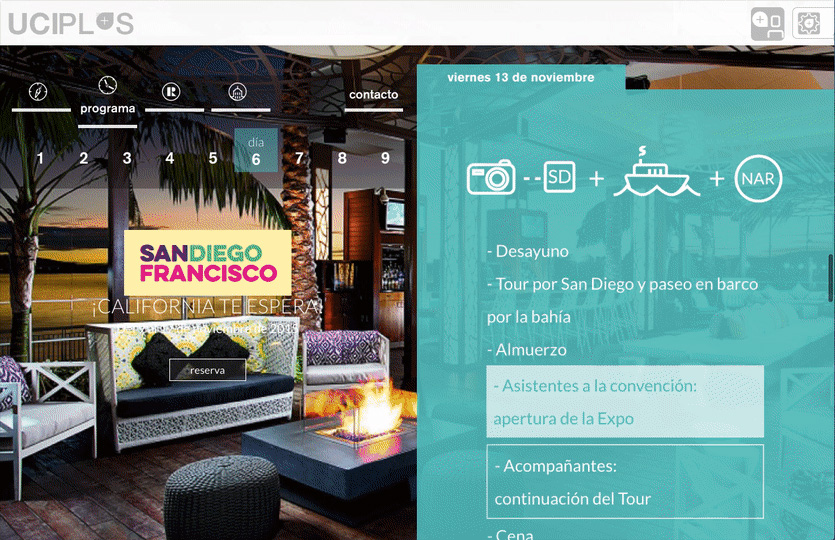 UCIPLUS
viernes 13 de noviembre
programa
contacto
día
1 2 3 4 5 6 7 8 9
SD
NAR
SANDIEGO
FRANCISCO
¡CALIFORNIA TE ESPERA!
de noviembre de
reserva
- Desayuno
- Tour por San Diego y paseo en barco
por la bahía
- Almuerzo
- Asistentes a la convención:
apertura de la Expo
- Acompañantes:
continuación del Tour
- Cena